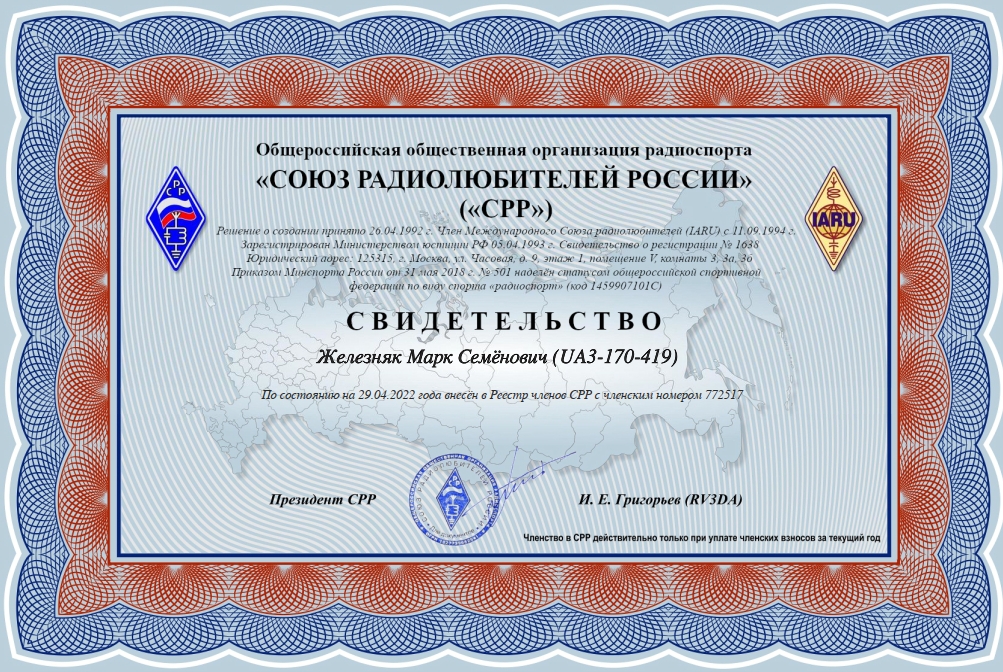 Общероссийская общественная организация радиоспорта
«СОЮЗ РАДИОЛЮБИТЕЛЕЙ РОССИИ»
(«СРР»)
Решение о создании принято 26.04.1992 г. Член Международного Союза радиолюбителей (IARU) с 11.09.1994 г.
Зарегистрирован Министерством юстиции РФ 05.04.1993 г. Свидетельство о регистрации № 1638
Юридический адрес: 125315, г. Москва, ул. Часовая, д. 9, этаж 1, помещение V, комнаты 3, 3а, 3б
Приказом Минспорта России от 31 мая 2018 г. № 501 наделён статусом общероссийской спортивной
федерации по виду спорта «радиоспорт» (код 1459907101С)
СРР
IARU
СВИДЕТЕЛЬСТВО
Железняк Марк Семёнович (UA3-170-419)
По состоянию на 29.04.2022 года внесён в Реестр членов СРР с членским номером 772517
Президент СРР
СОЮЗ РАДИОЛЮБИТЕЛЕЙ РОССИИ
И. Е. Григорьев (RV3DA)
Членство в СРР действительно только при уплате членских взносов за текущий год